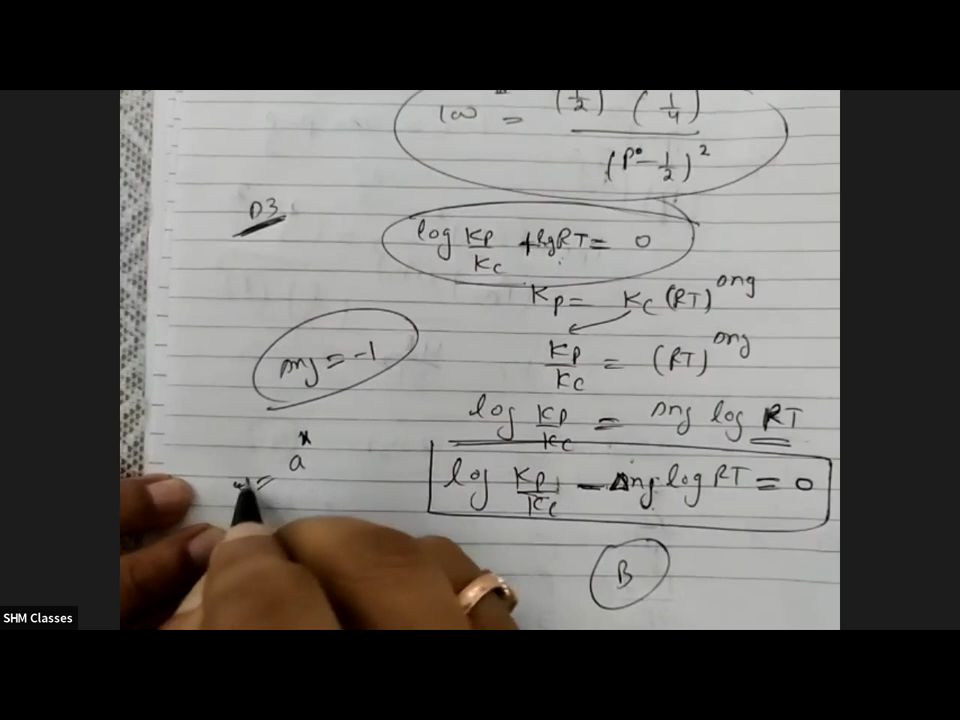 100 = (1/2) (1/4) / (P° - 1/2)²
D3
log Kp/Kc + log RT = 0
Kp = Kc (RT)^Δng
Δng = -1
Kp/Kc = (RT)^Δng
log Kp/Kc = Δng log RT
a^x
log Kp/Kc - Δng log RT = 0
B
SHM Classes